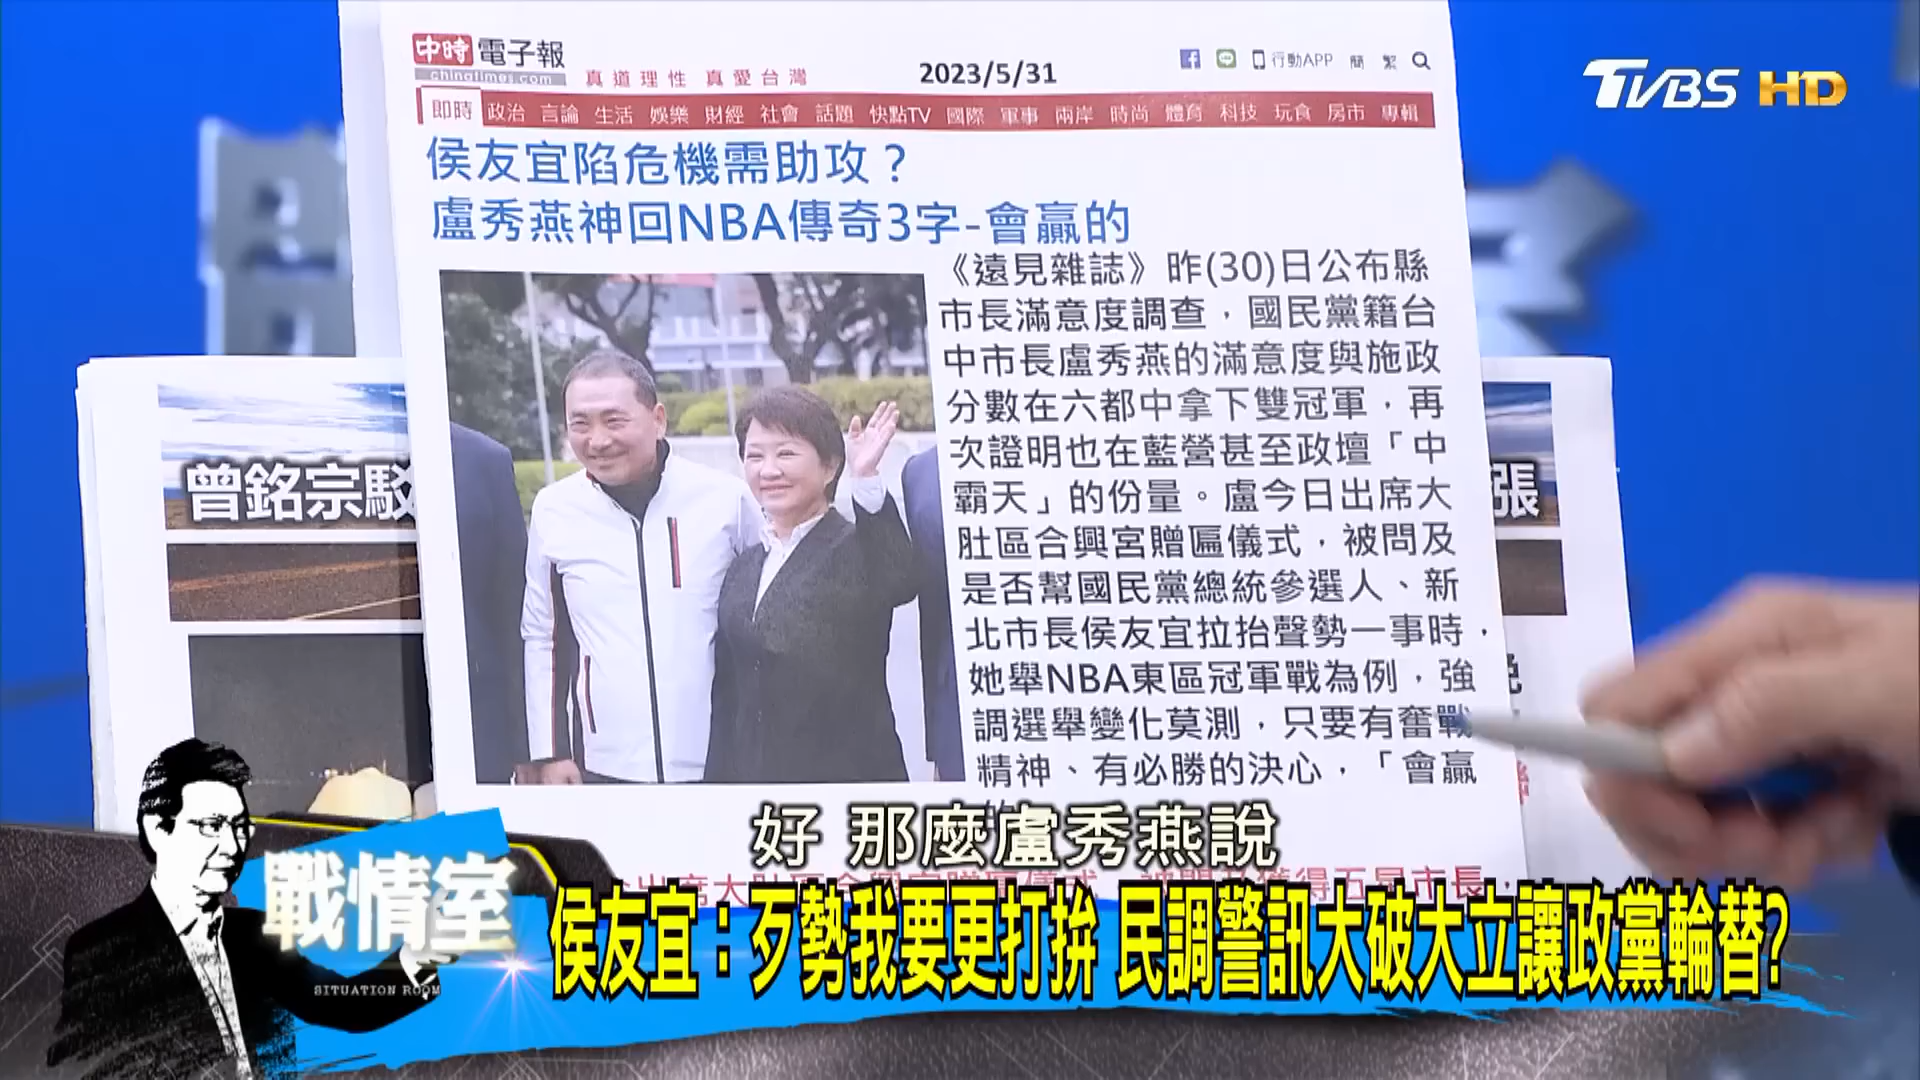 中時 電子報
chinatimes.com
真道理性 真愛台灣
2023/5/31
行動APP 簡 繁
TVBS HD
即時 政治 言論 生活 娛樂 財經 社會 話題 快點TV 國際 軍事 兩岸 時尚 體育 科技 玩食 房市 專輯
侯友宜陷危機需助攻？
盧秀燕神回NBA傳奇3字-會贏的
《遠見雜誌》昨(30)日公布縣
市長滿意度調查，國民黨籍台
中市長盧秀燕的滿意度與施政
分數在六都中拿下雙冠軍，再
次證明也在藍營甚至政壇「中
霸天」的份量。盧今日出席大
肚區合興宮贈匾儀式，被問及
是否幫國民黨總統參選人、新
北市長侯友宜拉抬聲勢一事時，
她舉NBA東區冠軍戰為例，強
調選舉變化莫測，只要有奮戰
精神、有必勝的決心，「會贏
曾銘宗駁
張
好 那麼盧秀燕說
戰情室
SITUATION ROOM
侯友宜：歹勢我要更打拚 民調警訊大破大立讓政黨輪替?